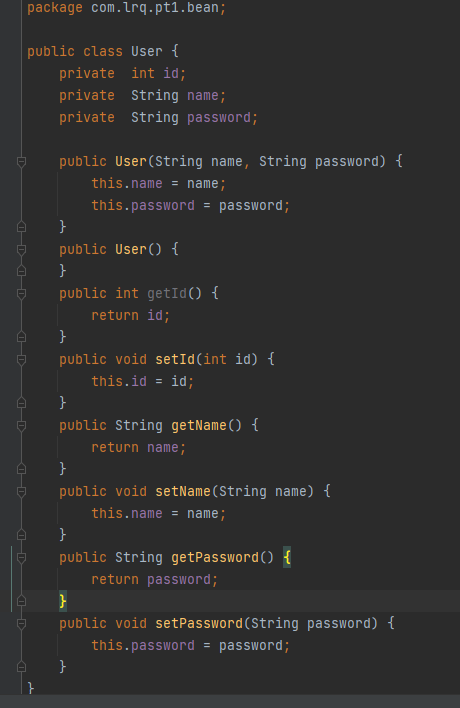 package com.lrq.pt1.bean;
public class User {
private  int id;
private  String name;
private  String password;
public User(String name, String password) {
this.name = name;
this.password = password;
}
public User() {
}
public int getId() {
return id;
}
public void setId(int id) {
this.id = id;
}
public String getName() {
return name;
}
public void setName(String name) {
this.name = name;
}
public String getPassword() {
return password;
}
public void setPassword(String password) {
this.password = password;
}
}